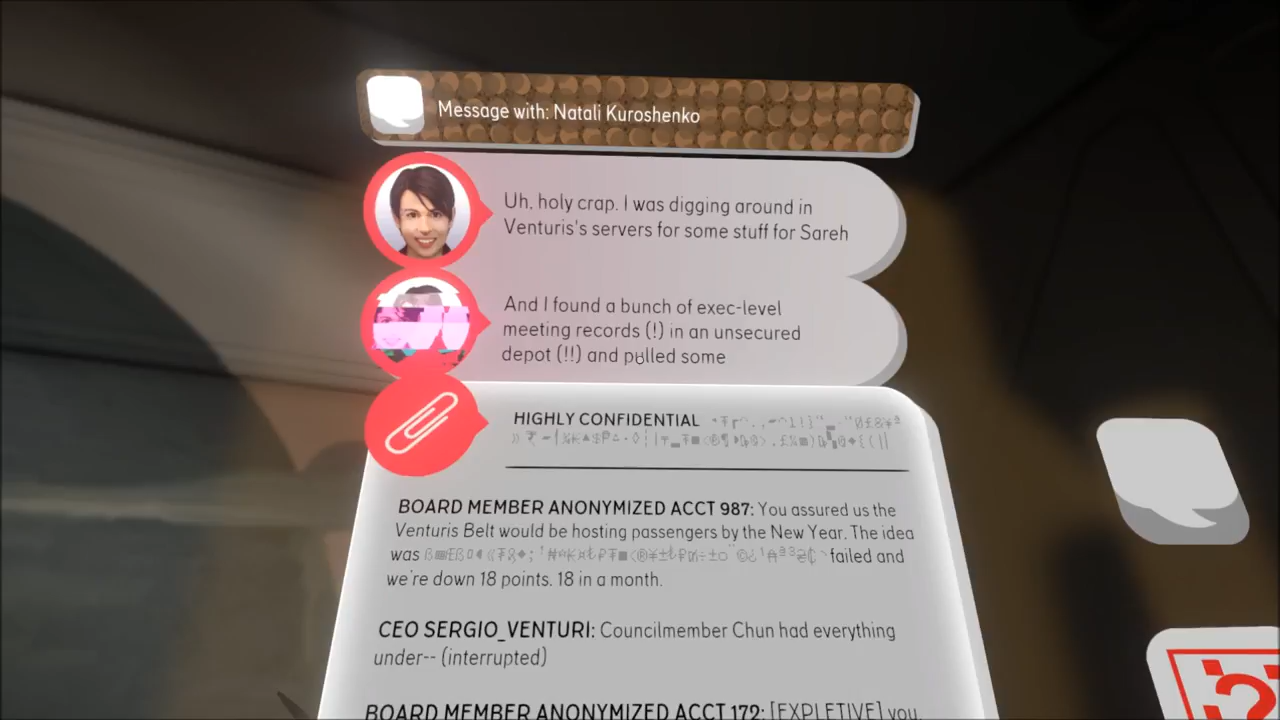 Message with: Natali Kuroshenko
Uh, holy crap. I was digging around in
Venturis's servers for some stuff for Sareh
And I found a bunch of exec-level
meeting records (!) in an unsecured
depot (!!) and pulled some
HIGHLY CONFIDENTIAL
BOARD MEMBER ANONYMIZED ACCT 987: You assured us the
Venturis Belt would be hosting passengers by the New Year. The idea
was failed and
we're down 18 points. 18 in a month.
CEO SERGIO_VENTURI: Councilmember Chun had everything
under-- (interrupted)
BOARD MEMBER ANONYMIZED ACCT 172: [EXPLETIVE] you,
?